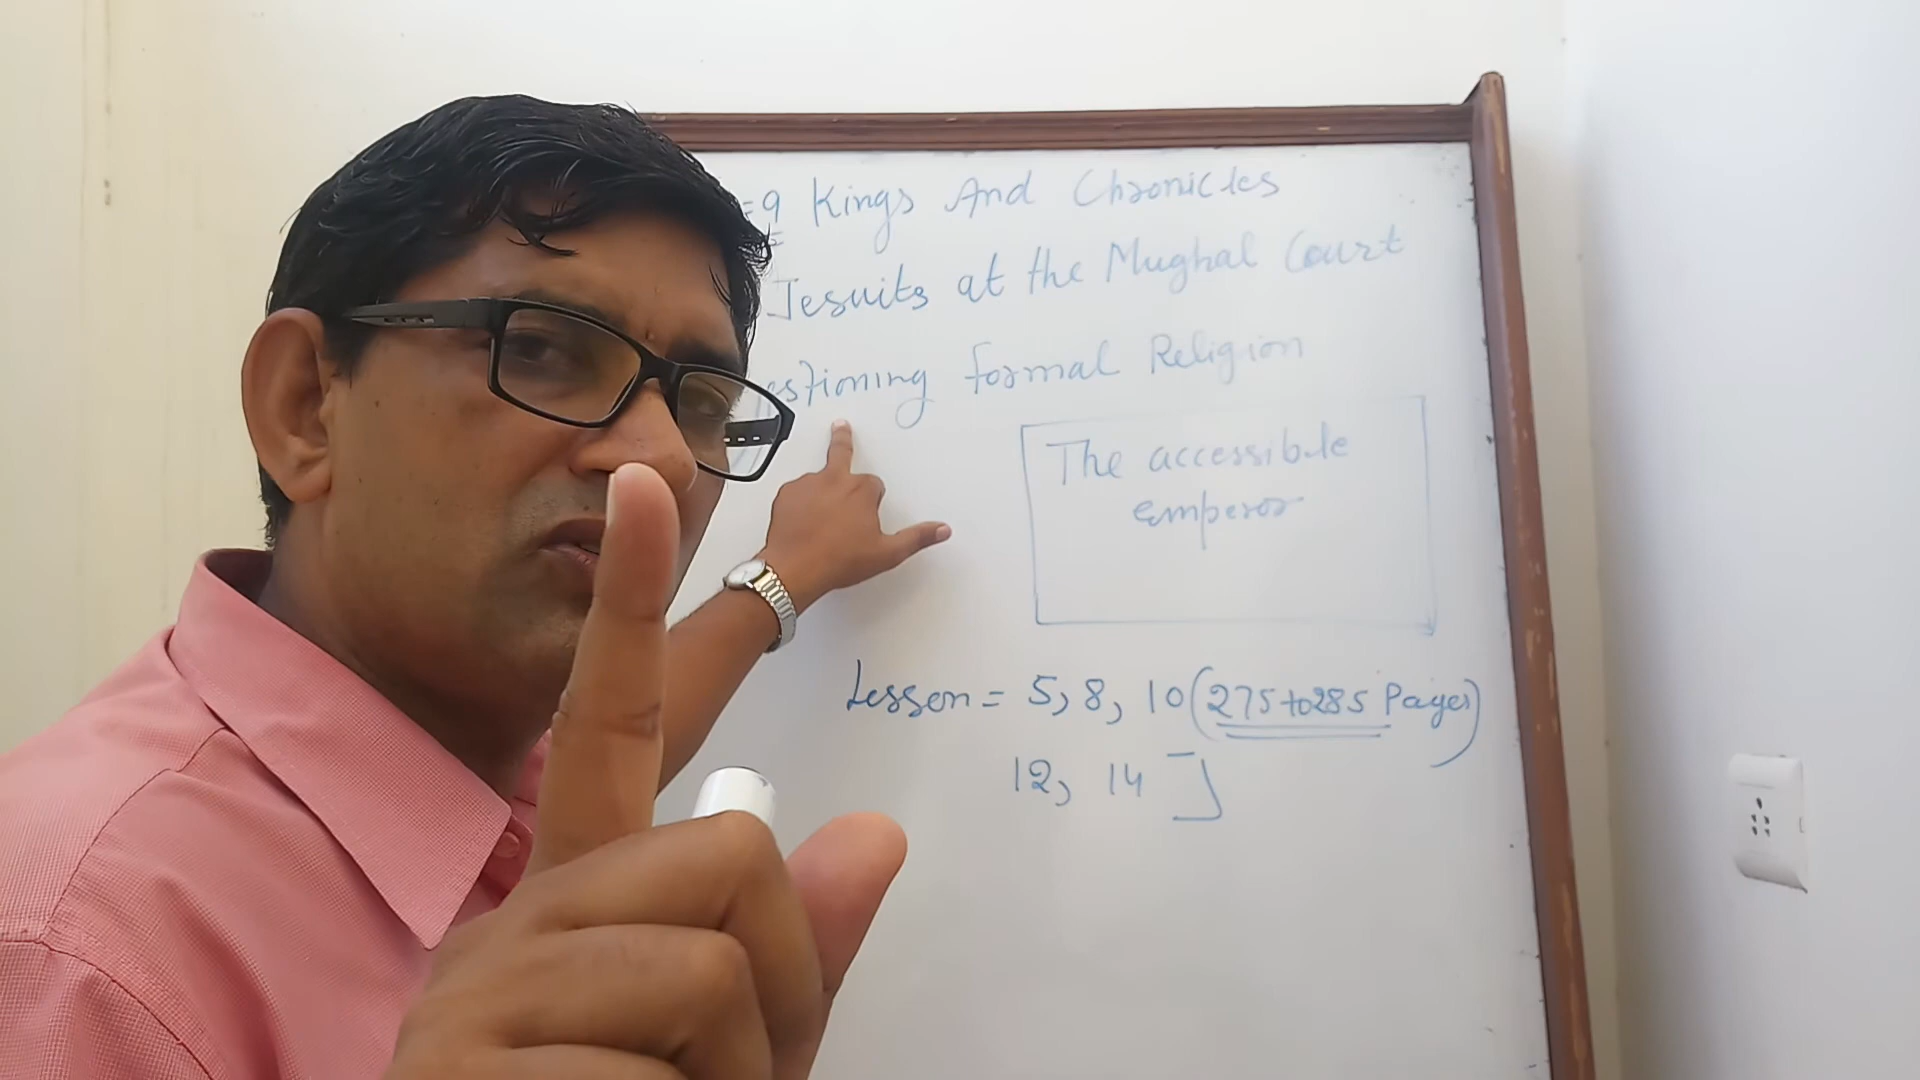 =9 Kings And Chronicles
Jesuits at the Mughal Court
estioning formal Religion
The accessible
emperor
Lesson = 5, 8, 10 (275 to 285 Pages)
12, 14 ]